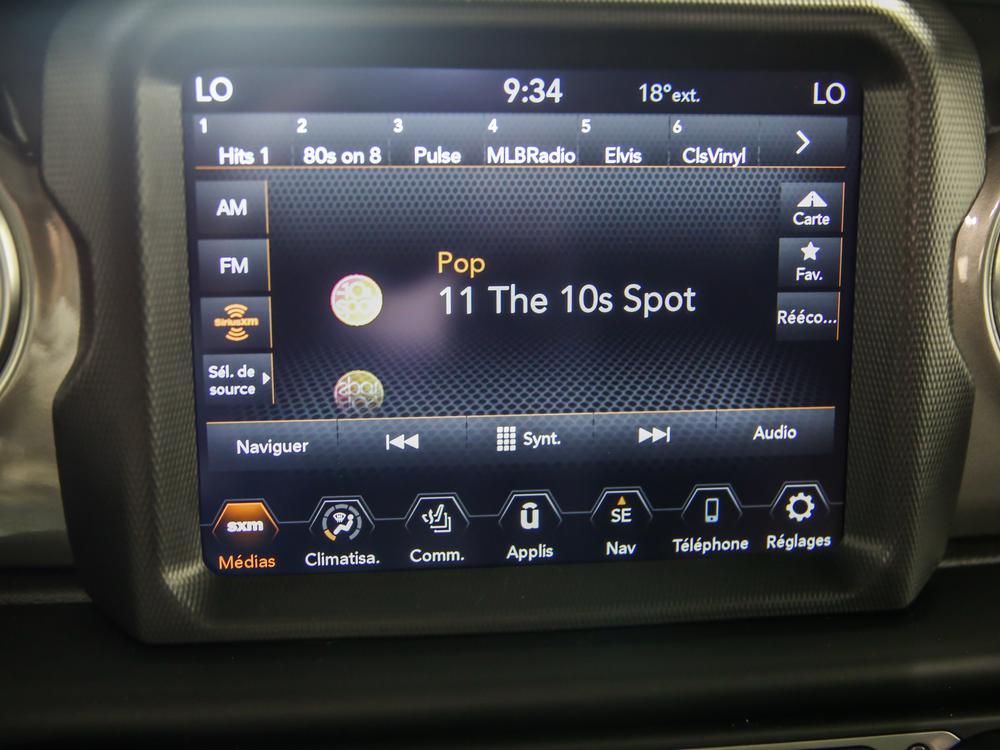 LO 9:34 18° ext. LO
1 2 3 4 5 6
Hits 1 80s on 8 Pulse MLBRadio Elvis ClsVinyl
AM
FM
SiriusXM
Sél. de
source
Pop
11 The 10s Spot
Carte
Fav.
Rééco...
Naviguer Synt. Audio
sxm SE
Médias Climatisa. Comm. Applis Nav Téléphone Réglages